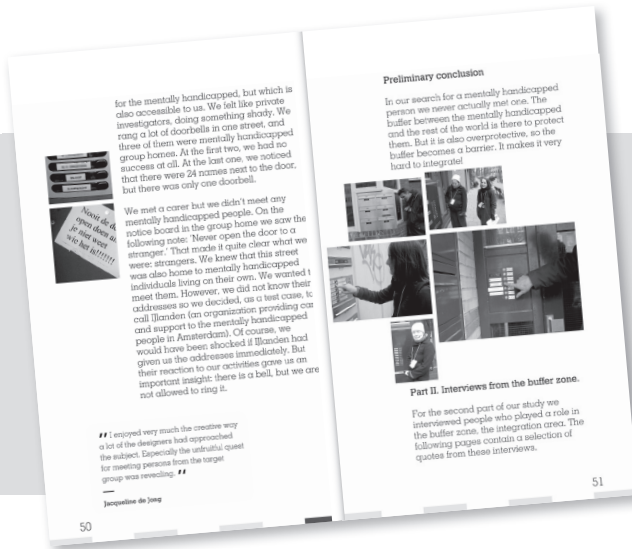 for the mentally handicapped, but which is
also accessible to us. We felt like private
investigators, doing something shady. We
rang a lot of doorbells in one street, and
three of them were mentally handicapped
group homes. At the first two, we had no
success at all. At the last one, we noticed
that there were 24 names next to the door,
but there was only one doorbell.
We met a carer but we didn't meet any
mentally handicapped people. On the
notice board in the group home we saw the
following note: 'Never open the door to a
stranger.' That made it quite clear what we
were: strangers. We knew that this street
was also home to mentally handicapped
individuals living on their own. We wanted t
meet them. However, we did not know their
addresses so we decided, as a test case, to
call IJlanden (an organization providing car
and support to the mentally handicapped
people in Amsterdam). Of course, we
would have been shocked if IJlanden had
given us the addresses immediately. But
their reaction to our activities gave us an
important insight: there is a bell, but we are
not allowed to ring it.
Nooit de d
open doen al
je niet weet
wie het is!!!!!!!
" I enjoyed very much the creative way
a lot of the designers had approached
the subject. Especially the unfruitful quest
for meeting persons from the target
group was revealing. "
Jacqueline de Jong
50
Preliminary conclusion
In our search for a mentally handicapped
person we never actually met one. The
buffer between the mentally handicapped
and the rest of the world is there to protect
them. But it is also overprotective, so the
buffer becomes a barrier. It makes it very
hard to integrate!
Part II. Interviews from the buffer zone.
For the second part of our study we
interviewed people who played a role in
the buffer zone, the integration area. The
following pages contain a selection of
quotes from these interviews.
51